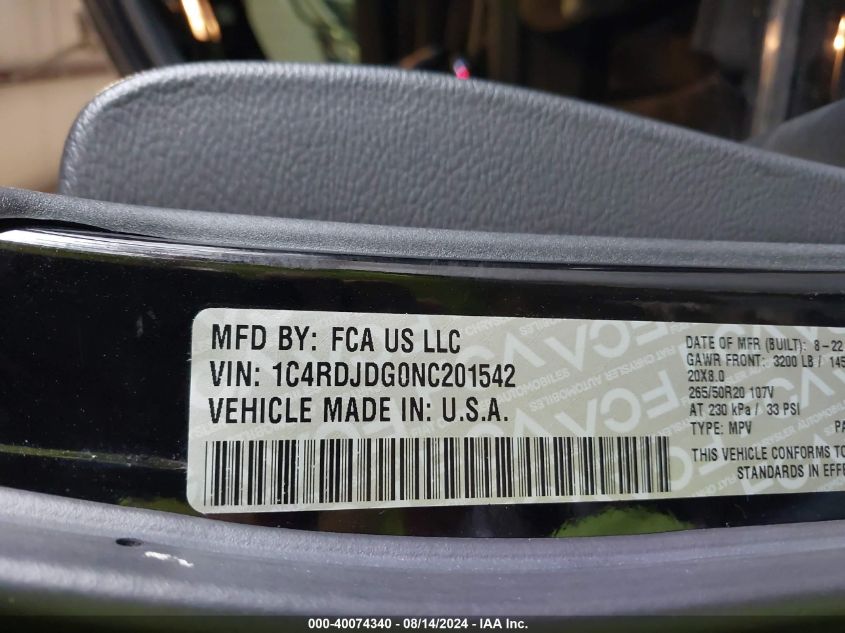 MFD BY: FCA US LLC
VIN: 1C4RDJDG0NC201542
VEHICLE MADE IN: U.S.A.
DATE OF MFR (BUILT): 8-22
GAWR FRONT: 3200 LB / 145
20X8.0
265/50R20 107V
AT 230 kPa / 33 PSI
TYPE: MPV PA
THIS VEHICLE CONFORMS TO
STANDARDS IN EFFE
000-40074340 - 08/14/2024 - IAA Inc.